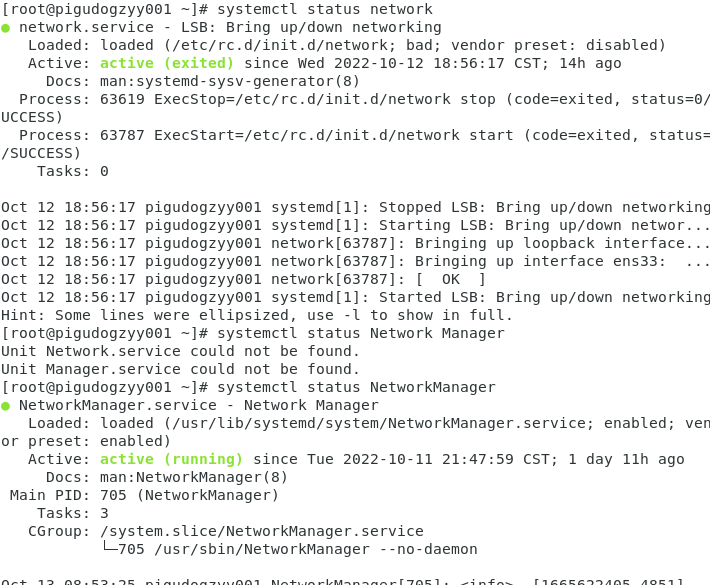 [root@pigudogzyy001 ~]# systemctl status network
● network.service - LSB: Bring up/down networking
   Loaded: loaded (/etc/rc.d/init.d/network; bad; vendor preset: disabled)
   Active: active (exited) since Wed 2022-10-12 18:56:17 CST; 14h ago
     Docs: man:systemd-sysv-generator(8)
  Process: 63619 ExecStop=/etc/rc.d/init.d/network stop (code=exited, status=0/
UCCESS)
  Process: 63787 ExecStart=/etc/rc.d/init.d/network start (code=exited, status=
/SUCCESS)
    Tasks: 0

Oct 12 18:56:17 pigudogzyy001 systemd[1]: Stopped LSB: Bring up/down networking
Oct 12 18:56:17 pigudogzyy001 systemd[1]: Starting LSB: Bring up/down networ...
Oct 12 18:56:17 pigudogzyy001 network[63787]: Bringing up loopback interface...
Oct 12 18:56:17 pigudogzyy001 network[63787]: Bringing up interface ens33:  ...
Oct 12 18:56:17 pigudogzyy001 network[63787]: [  OK  ]
Oct 12 18:56:17 pigudogzyy001 systemd[1]: Started LSB: Bring up/down networking
Hint: Some lines were ellipsized, use -l to show in full.
[root@pigudogzyy001 ~]# systemctl status Network Manager
Unit Network.service could not be found.
Unit Manager.service could not be found.
[root@pigudogzyy001 ~]# systemctl status NetworkManager
● NetworkManager.service - Network Manager
   Loaded: loaded (/usr/lib/systemd/system/NetworkManager.service; enabled; ven
or preset: enabled)
   Active: active (running) since Tue 2022-10-11 21:47:59 CST; 1 day 11h ago
     Docs: man:NetworkManager(8)
 Main PID: 705 (NetworkManager)
    Tasks: 3
   CGroup: /system.slice/NetworkManager.service
           └─705 /usr/sbin/NetworkManager --no-daemon

Oct 13 08:53:25 pigudogzyy001 NetworkManager[705]: <info>  [1665622405.4851]